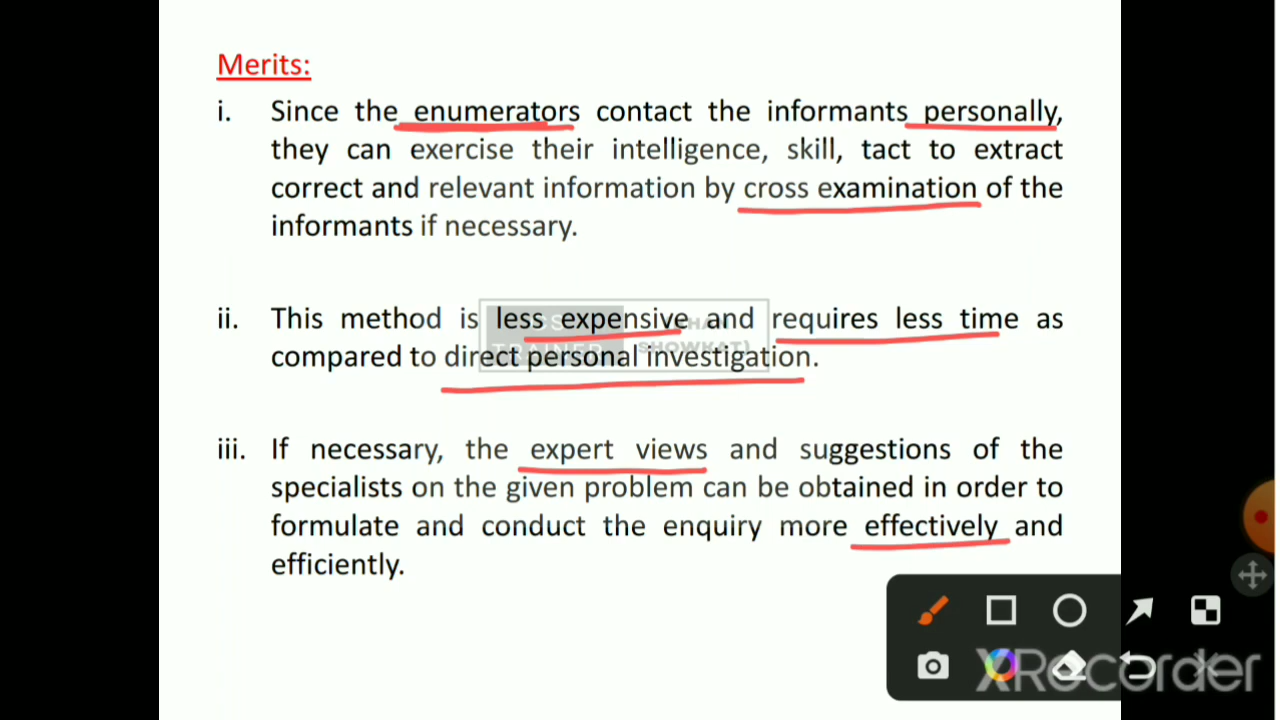 Merits:
i. Since the enumerators contact the informants personally,
they can exercise their intelligence, skill, tact to extract
correct and relevant information by cross examination of the
informants if necessary.
ii. This method is less expensive and requires less time as
compared to direct personal investigation.
TRAINER SHOWKAT)
iii. If necessary, the expert views and suggestions of the
specialists on the given problem can be obtained in order to
formulate and conduct the enquiry more effectively and
efficiently.
XRecorder